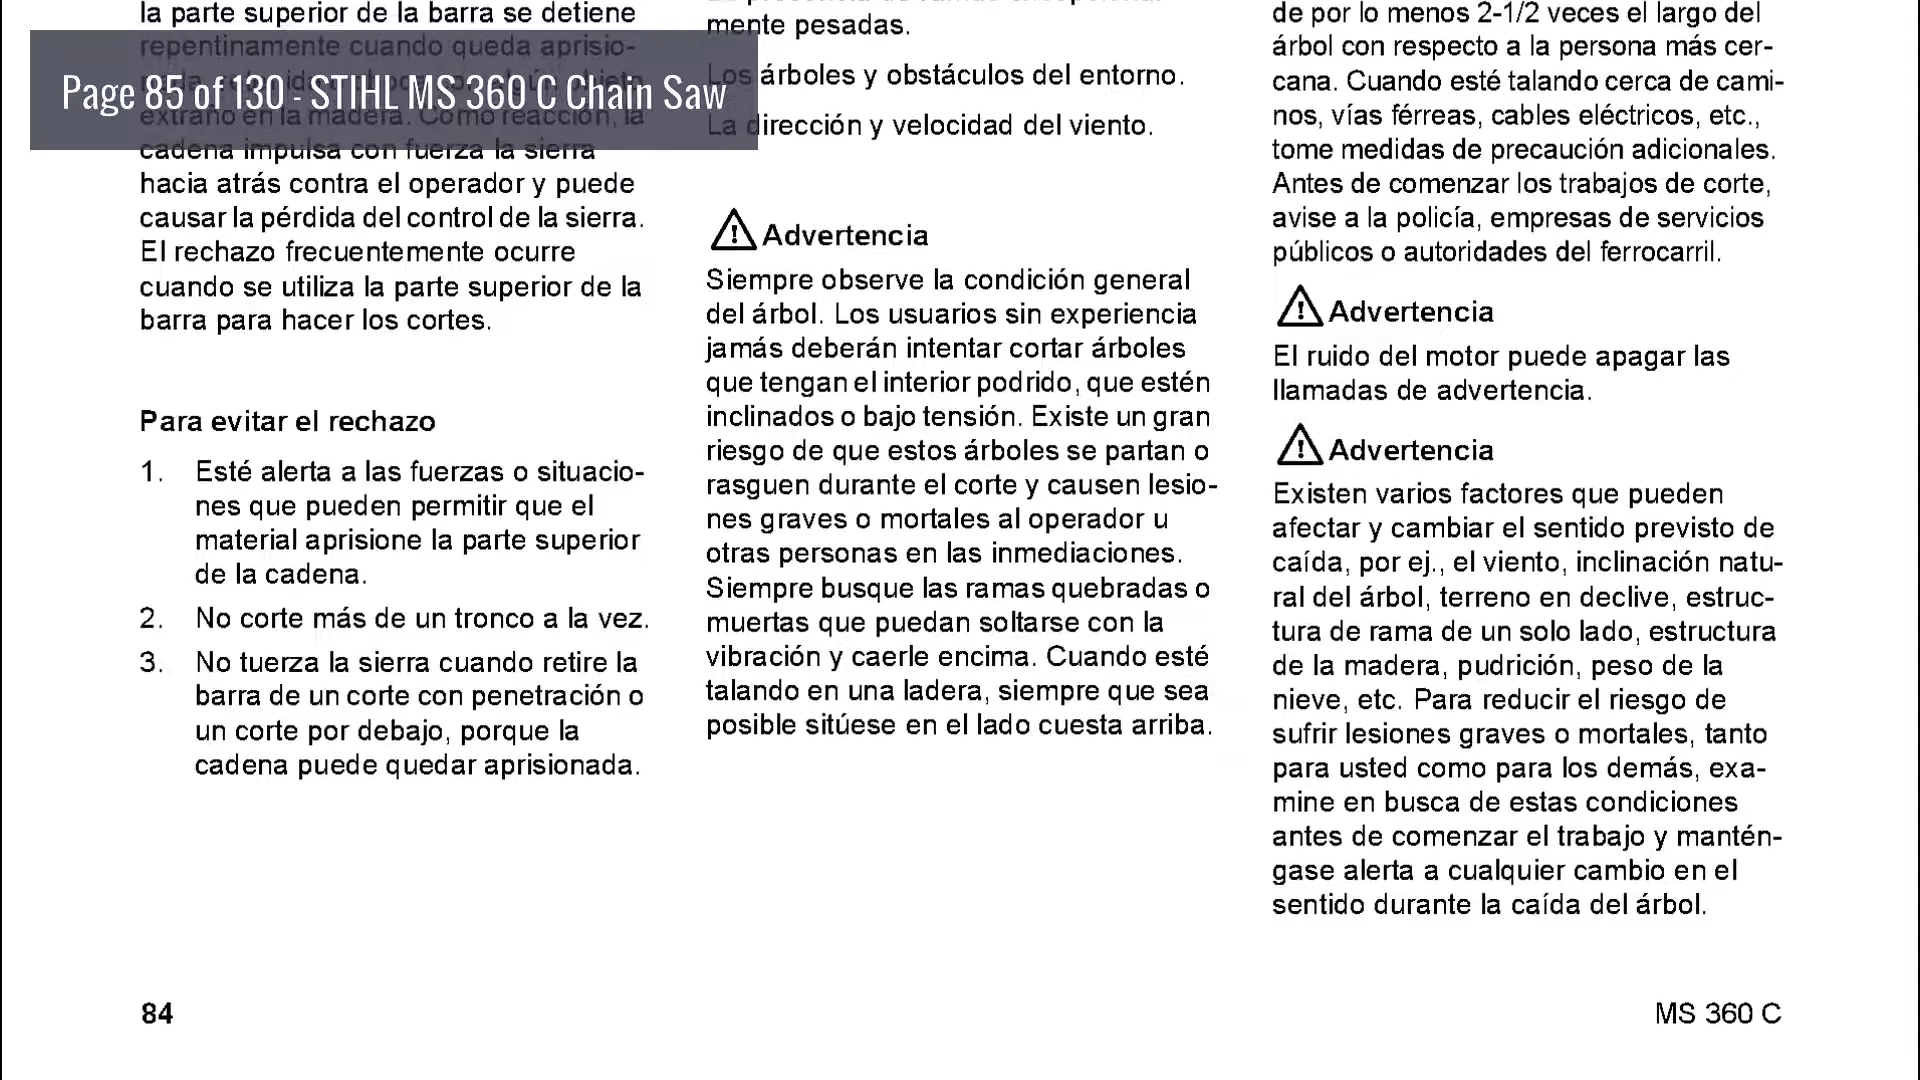 la parte superior de la barra se detiene
repentinamente cuando queda aprisio-
Page 85 of 130 - STIHL MS 360 C Chain Saw
extraño en la madera. Como reacción, la
cadena impulsa con fuerza la sierra
hacia atrás contra el operador y puede
causar la pérdida del control de la sierra.
El rechazo frecuentemente ocurre
cuando se utiliza la parte superior de la
barra para hacer los cortes.
Para evitar el rechazo
1. Esté alerta a las fuerzas o situacio-
nes que pueden permitir que el
material aprisione la parte superior
de la cadena.
2. No corte más de un tronco a la vez.
3. No tuerza la sierra cuando retire la
barra de un corte con penetración o
un corte por debajo, porque la
cadena puede quedar aprisionada.
84
mente pesadas.
Los árboles y obstáculos del entorno.
La dirección y velocidad del viento.
Advertencia
Siempre observe la condición general
del árbol. Los usuarios sin experiencia
jamás deberán intentar cortar árboles
que tengan el interior podrido, que estén
inclinados o bajo tensión. Existe un gran
riesgo de que estos árboles se partan o
rasguen durante el corte y causen lesio-
nes graves o mortales al operador u
otras personas en las inmediaciones.
Siempre busque las ramas quebradas o
muertas que puedan soltarse con la
vibración y caerle encima. Cuando esté
talando en una ladera, siempre que sea
posible sitúese en el lado cuesta arriba.
de por lo menos 2-1/2 veces el largo del
árbol con respecto a la persona más cer-
cana. Cuando esté talando cerca de cami-
nos, vías férreas, cables eléctricos, etc.,
tome medidas de precaución adicionales.
Antes de comenzar los trabajos de corte,
avise a la policía, empresas de servicios
públicos o autoridades del ferrocarril.
Advertencia
El ruido del motor puede apagar las
llamadas de advertencia.
Advertencia
Existen varios factores que pueden
afectar y cambiar el sentido previsto de
caída, por ej., el viento, inclinación natu-
ral del árbol, terreno en declive, estruc-
tura de rama de un solo lado, estructura
de la madera, pudrición, peso de la
nieve, etc. Para reducir el riesgo de
sufrir lesiones graves o mortales, tanto
para usted como para los demás, exa-
mine en busca de estas condiciones
antes de comenzar el trabajo y mantén-
gase alerta a cualquier cambio en el
sentido durante la caída del árbol.
MS 360 C